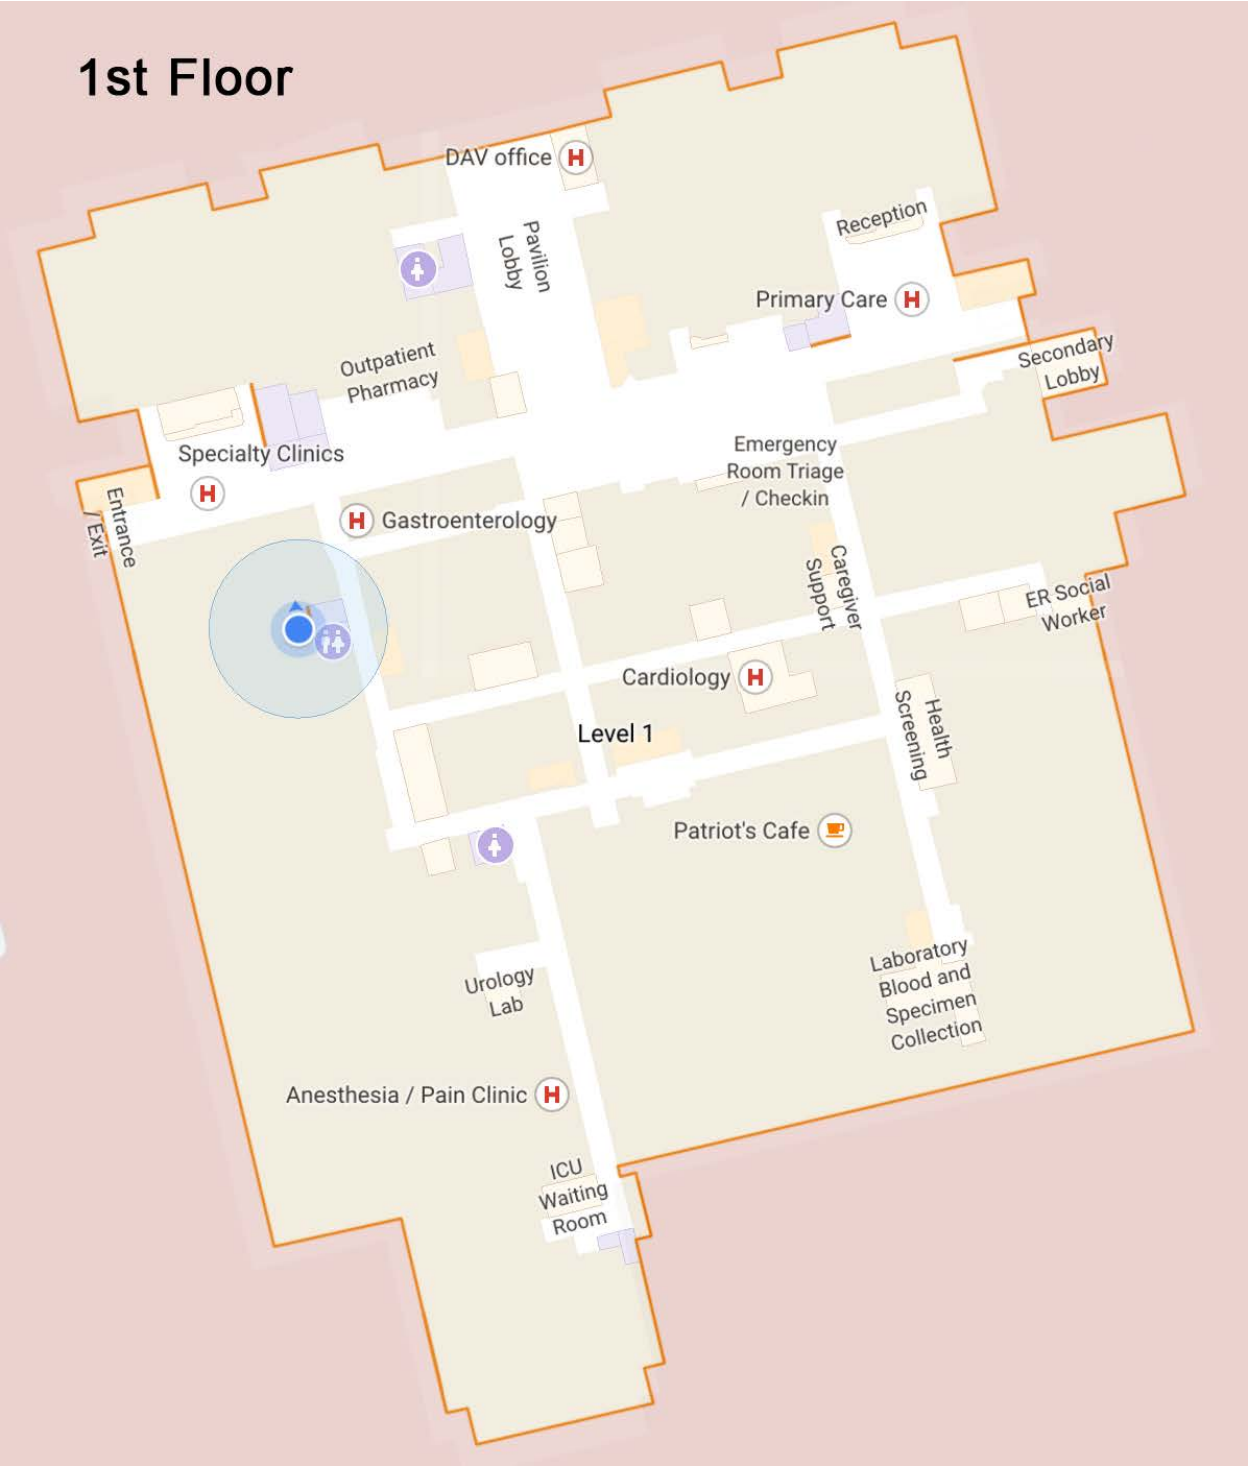 1st Floor
DAV office
H
Pavilion
Lobby
Reception
Primary Care
H
Outpatient
Pharmacy
Secondary
Lobby
Specialty Clinics
H
Emergency
Room Triage
/ Checkin
Entrance
/ Exit
H
Gastroenterology
Caregiver
Support
ER Social
Worker
Cardiology
H
Health
Screening
Level 1
Patriot's Cafe
Laboratory
Blood and
Specimen
Collection
Urology
Lab
Anesthesia / Pain Clinic
H
ICU
Waiting
Room